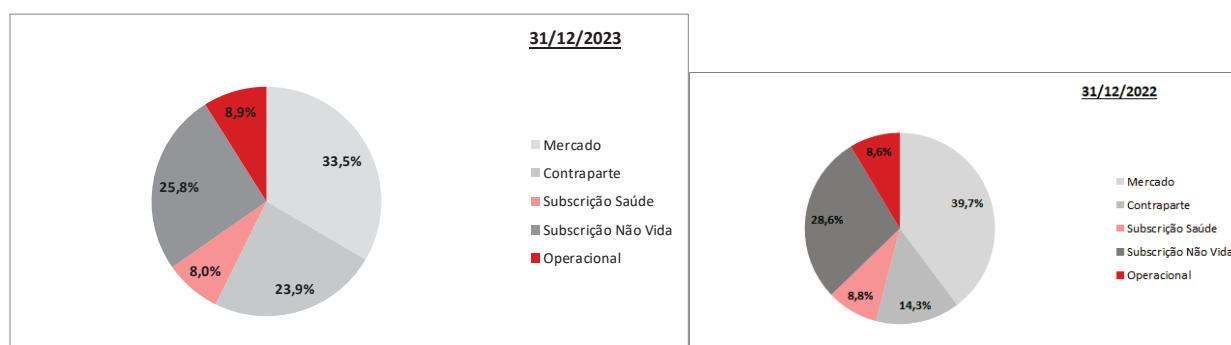 31/12/2023
8,9%
33,5%
25,8%
8,0%
23,9%
Mercado
Contraparte
Subscrição Saúde
Subscrição Não Vida
Operacional
31/12/2022
8,6%
39,7%
28,6%
8,8%
14,3%
Mercado
Contraparte
Subscrição Saúde
Subscrição Não Vida
Operacional